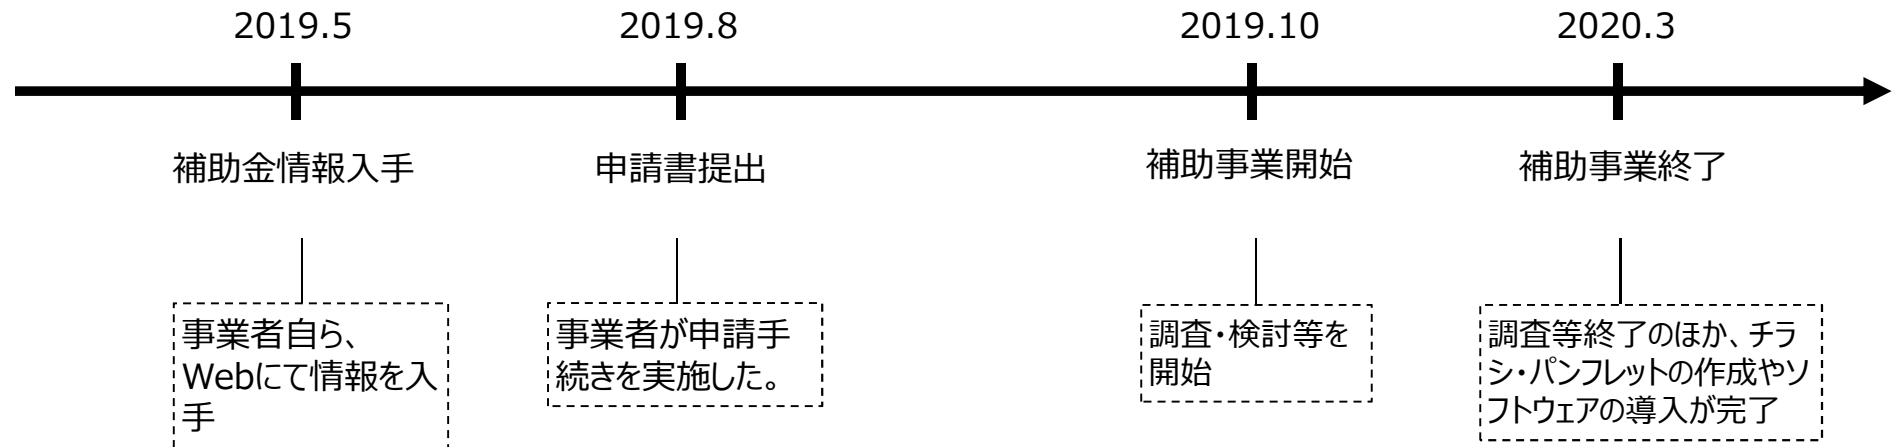 2019.5
2019.8
2019.10
2020.3
補助金情報入手
申請書提出
補助事業開始
補助事業終了
事業者自ら、
Webにて情報を入
手
事業者が申請手
続きを実施した。
調査・検討等を
開始
調査等終了のほか、チラ
シ・パンフレットの作成やソ
フトウェアの導入が完了